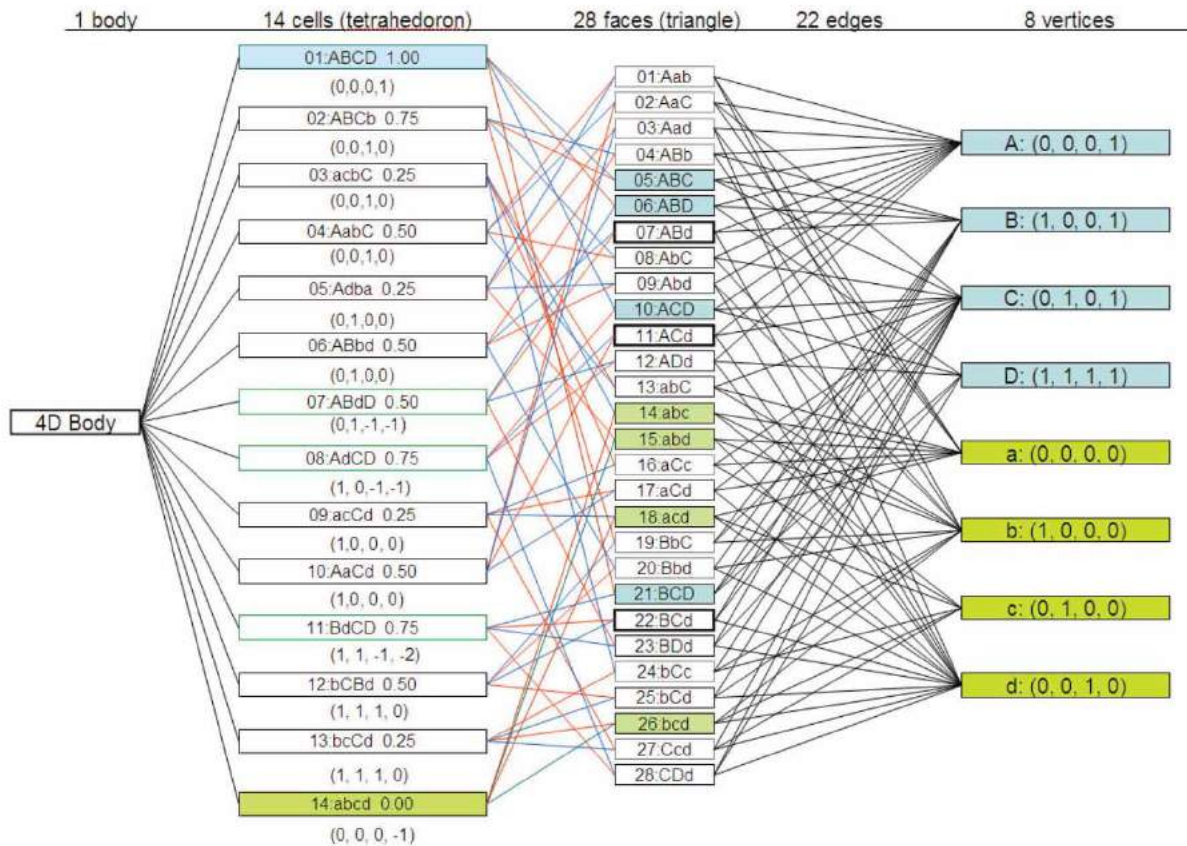 1 body 14 cells (tetrahedoron) 28 faces (triangle) 22 edges 8 vertices
4D Body
01:ABCD 1.00
(0,0,0,1)
02:ABCb 0.75
(0,0,1,0)
03:acbC 0.25
(0,0,1,0)
04:AabC 0.50
(0,0,1,0)
05:Adba 0.25
(0,1,0,0)
06:ABbd 0.50
(0,1,0,0)
07:ABdD 0.50
(0,1,-1,-1)
08:AdCD 0.75
(1, 0,-1,-1)
09:acCd 0.25
(1,0, 0, 0)
10:AaCd 0.50
(1,0, 0, 0)
11:BdCD 0.75
(1, 1, -1, -2)
12:bCBd 0.50
(1, 1, 1, 0)
13:bcCd 0.25
(1, 1, 1, 0)
14:abcd 0.00
(0, 0, 0, -1)
01:Aab
02:AaC
03:Aad
04:ABb
05:ABC
06:ABD
07:ABd
08:AbC
09:Abd
10:ACD
11:ACd
12:ADd
13:abC
14:abc
15:abd
16:aCc
17:aCd
18:acd
19:BbC
20:Bbd
21:BCD
22:BCd
23:BDd
24:bCc
25:bCd
26:bcd
27:Ccd
28:CDd
A: (0, 0, 0, 1)
B: (1, 0, 0, 1)
C: (0, 1, 0, 1)
D: (1, 1, 1, 1)
a: (0, 0, 0, 0)
b: (1, 0, 0, 0)
c: (0, 1, 0, 0)
d: (0, 0, 1, 0)